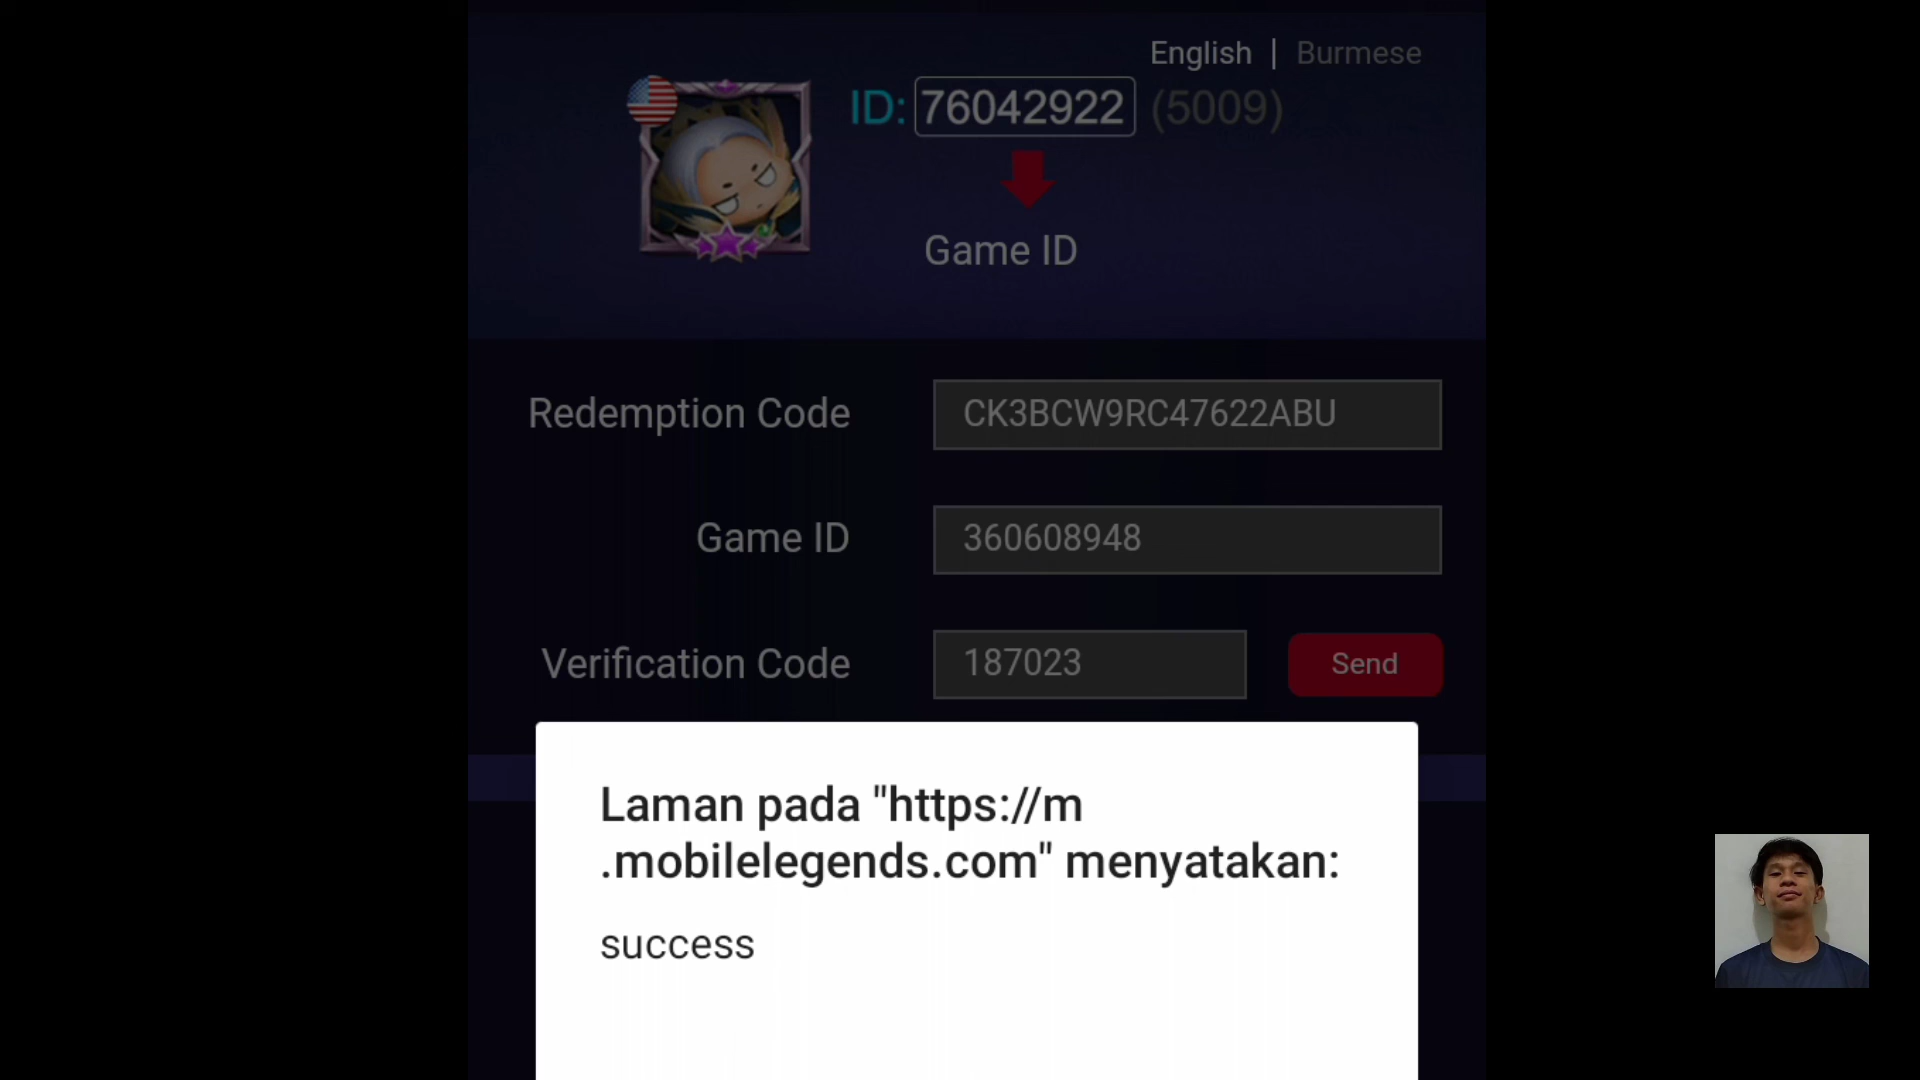 English | Burmese
ID: 76042922 (5009)
Game ID
Redemption Code CK3BCW9RC47622ABU
Game ID 360608948
Verification Code 187023 Send
Laman pada "https://m
.mobilelegends.com" menyatakan:
success